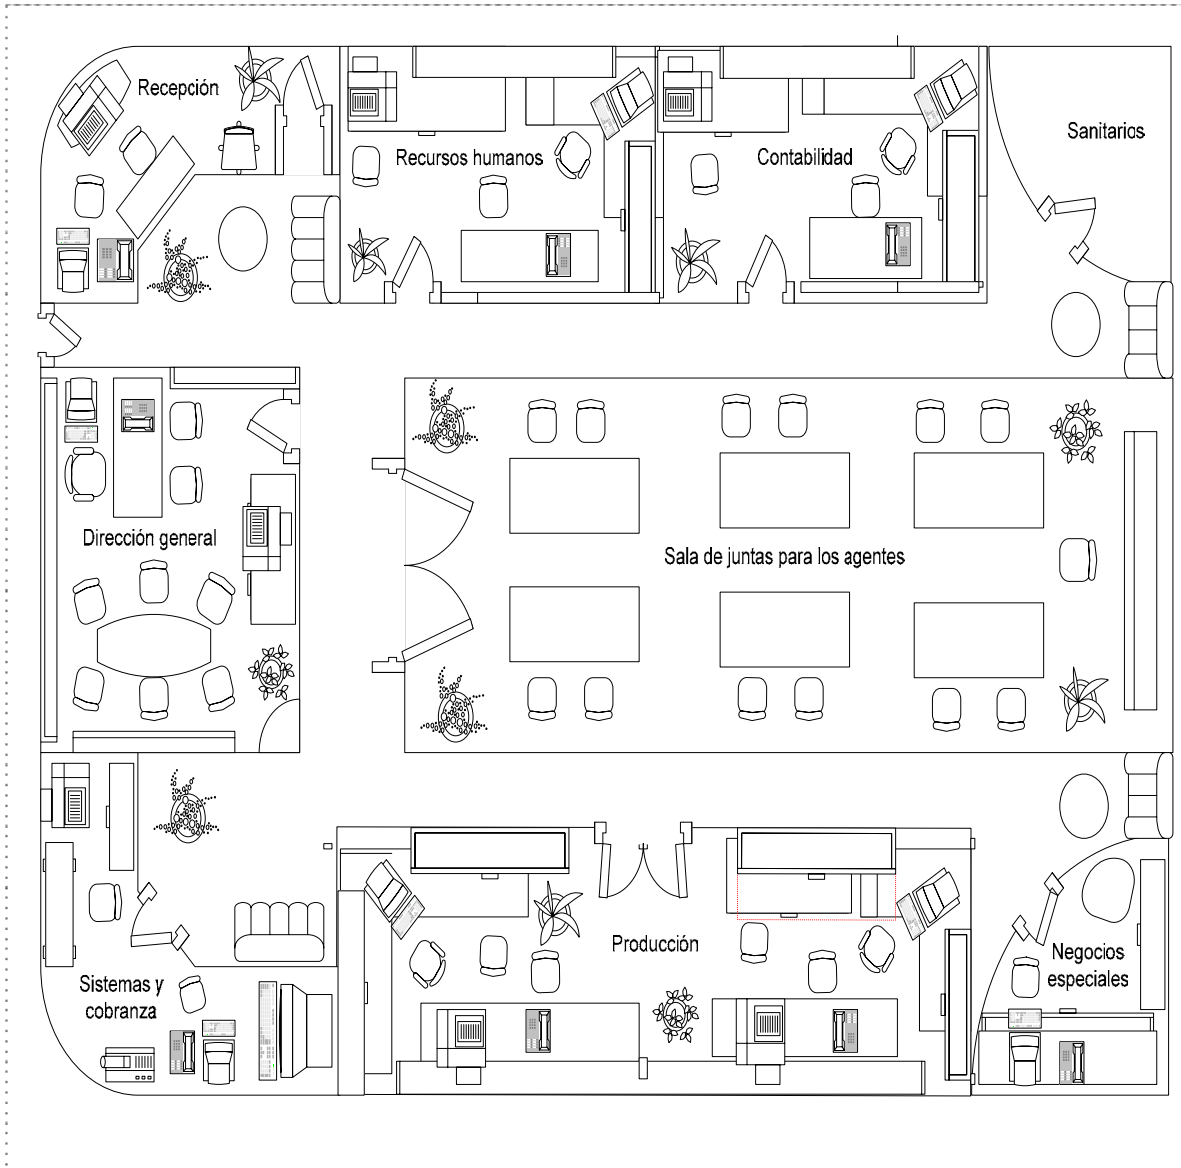 Recepción
Recursos humanos
Contabilidad
Sanitarios
Dirección general
Sala de juntas para los agentes
Producción
Negocios
especiales
Sistemas y
cobranza